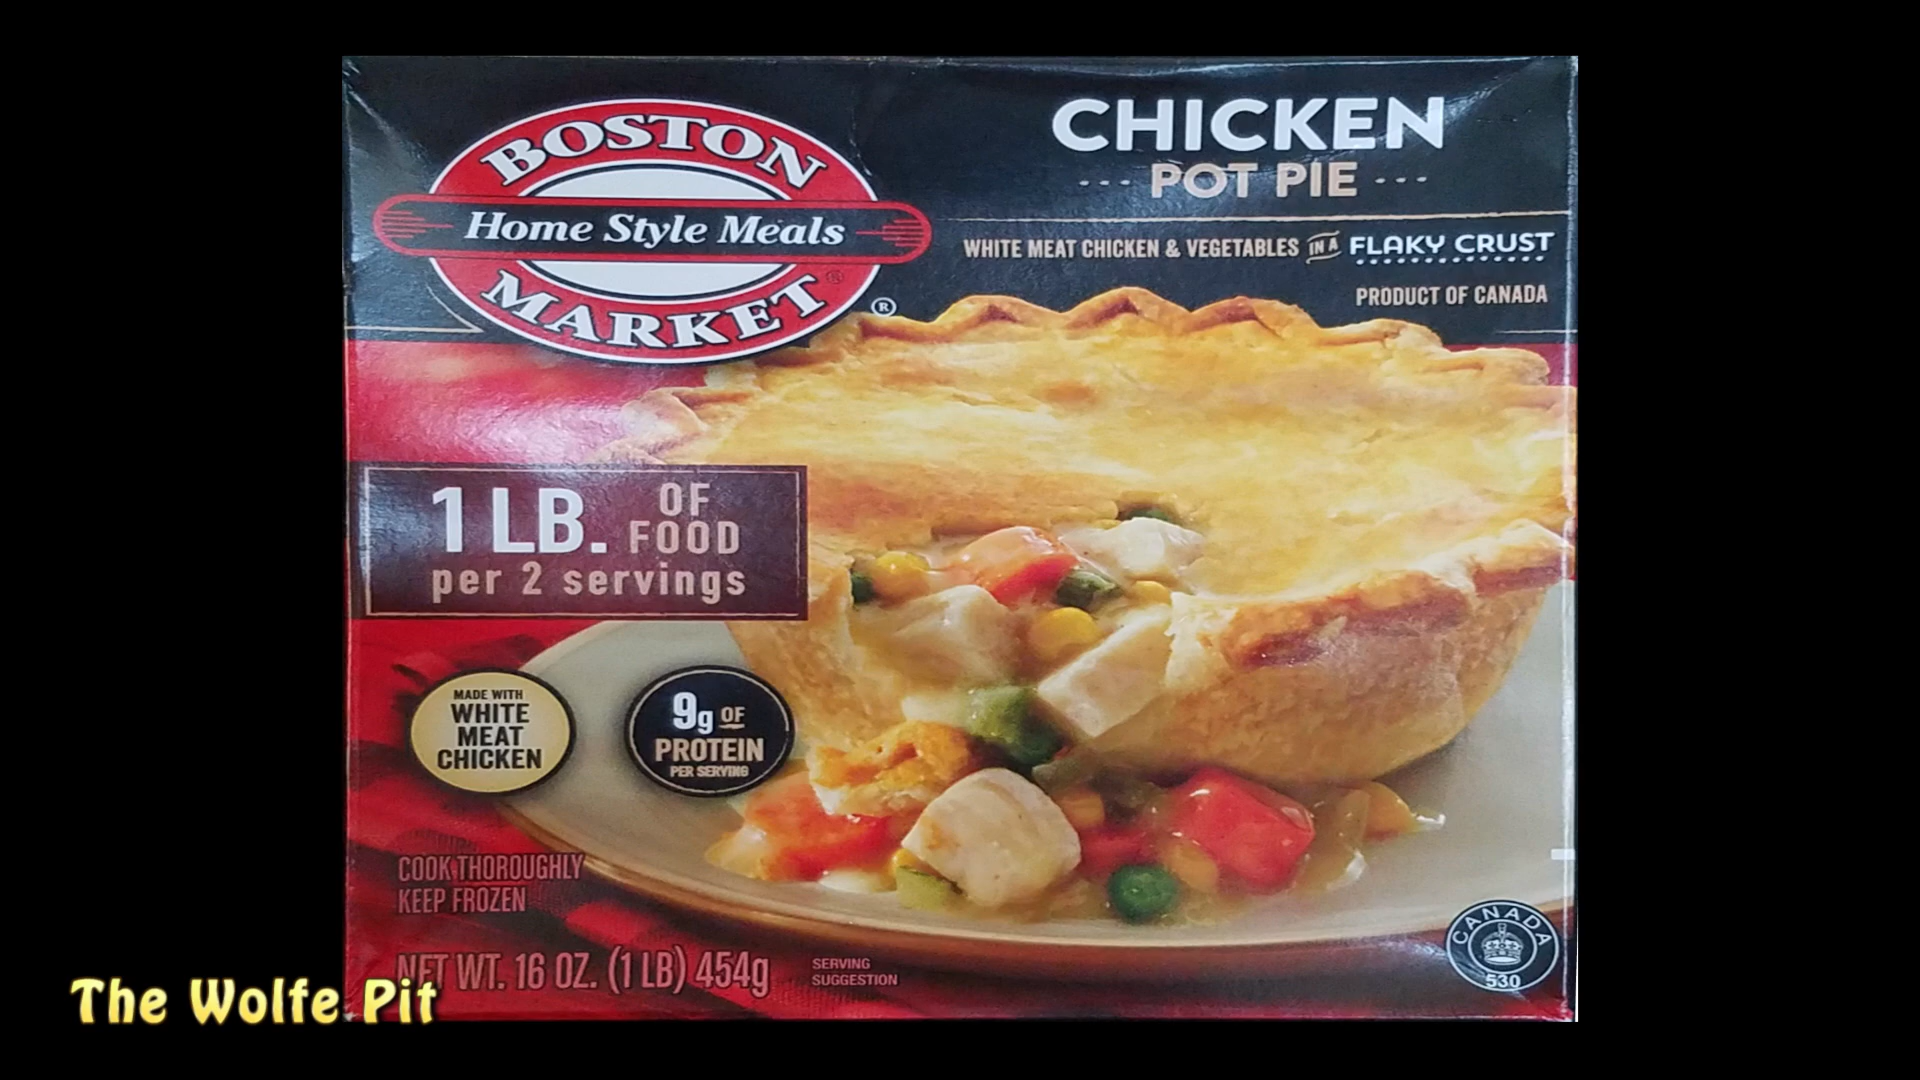 BOSTON
Home Style Meals
MARKET®
®
CHICKEN
POT PIE
WHITE MEAT CHICKEN & VEGETABLES IN A FLAKY CRUST
PRODUCT OF CANADA
1 LB. OF FOOD
per 2 servings
MADE WITH
WHITE
MEAT
CHICKEN
9g OF
PROTEIN
PER SERVING
COOK THOROUGHLY
KEEP FROZEN
NET WT. 16 OZ. (1 LB) 454g
SERVING
SUGGESTION
CANADA
530
The Wolfe Pit